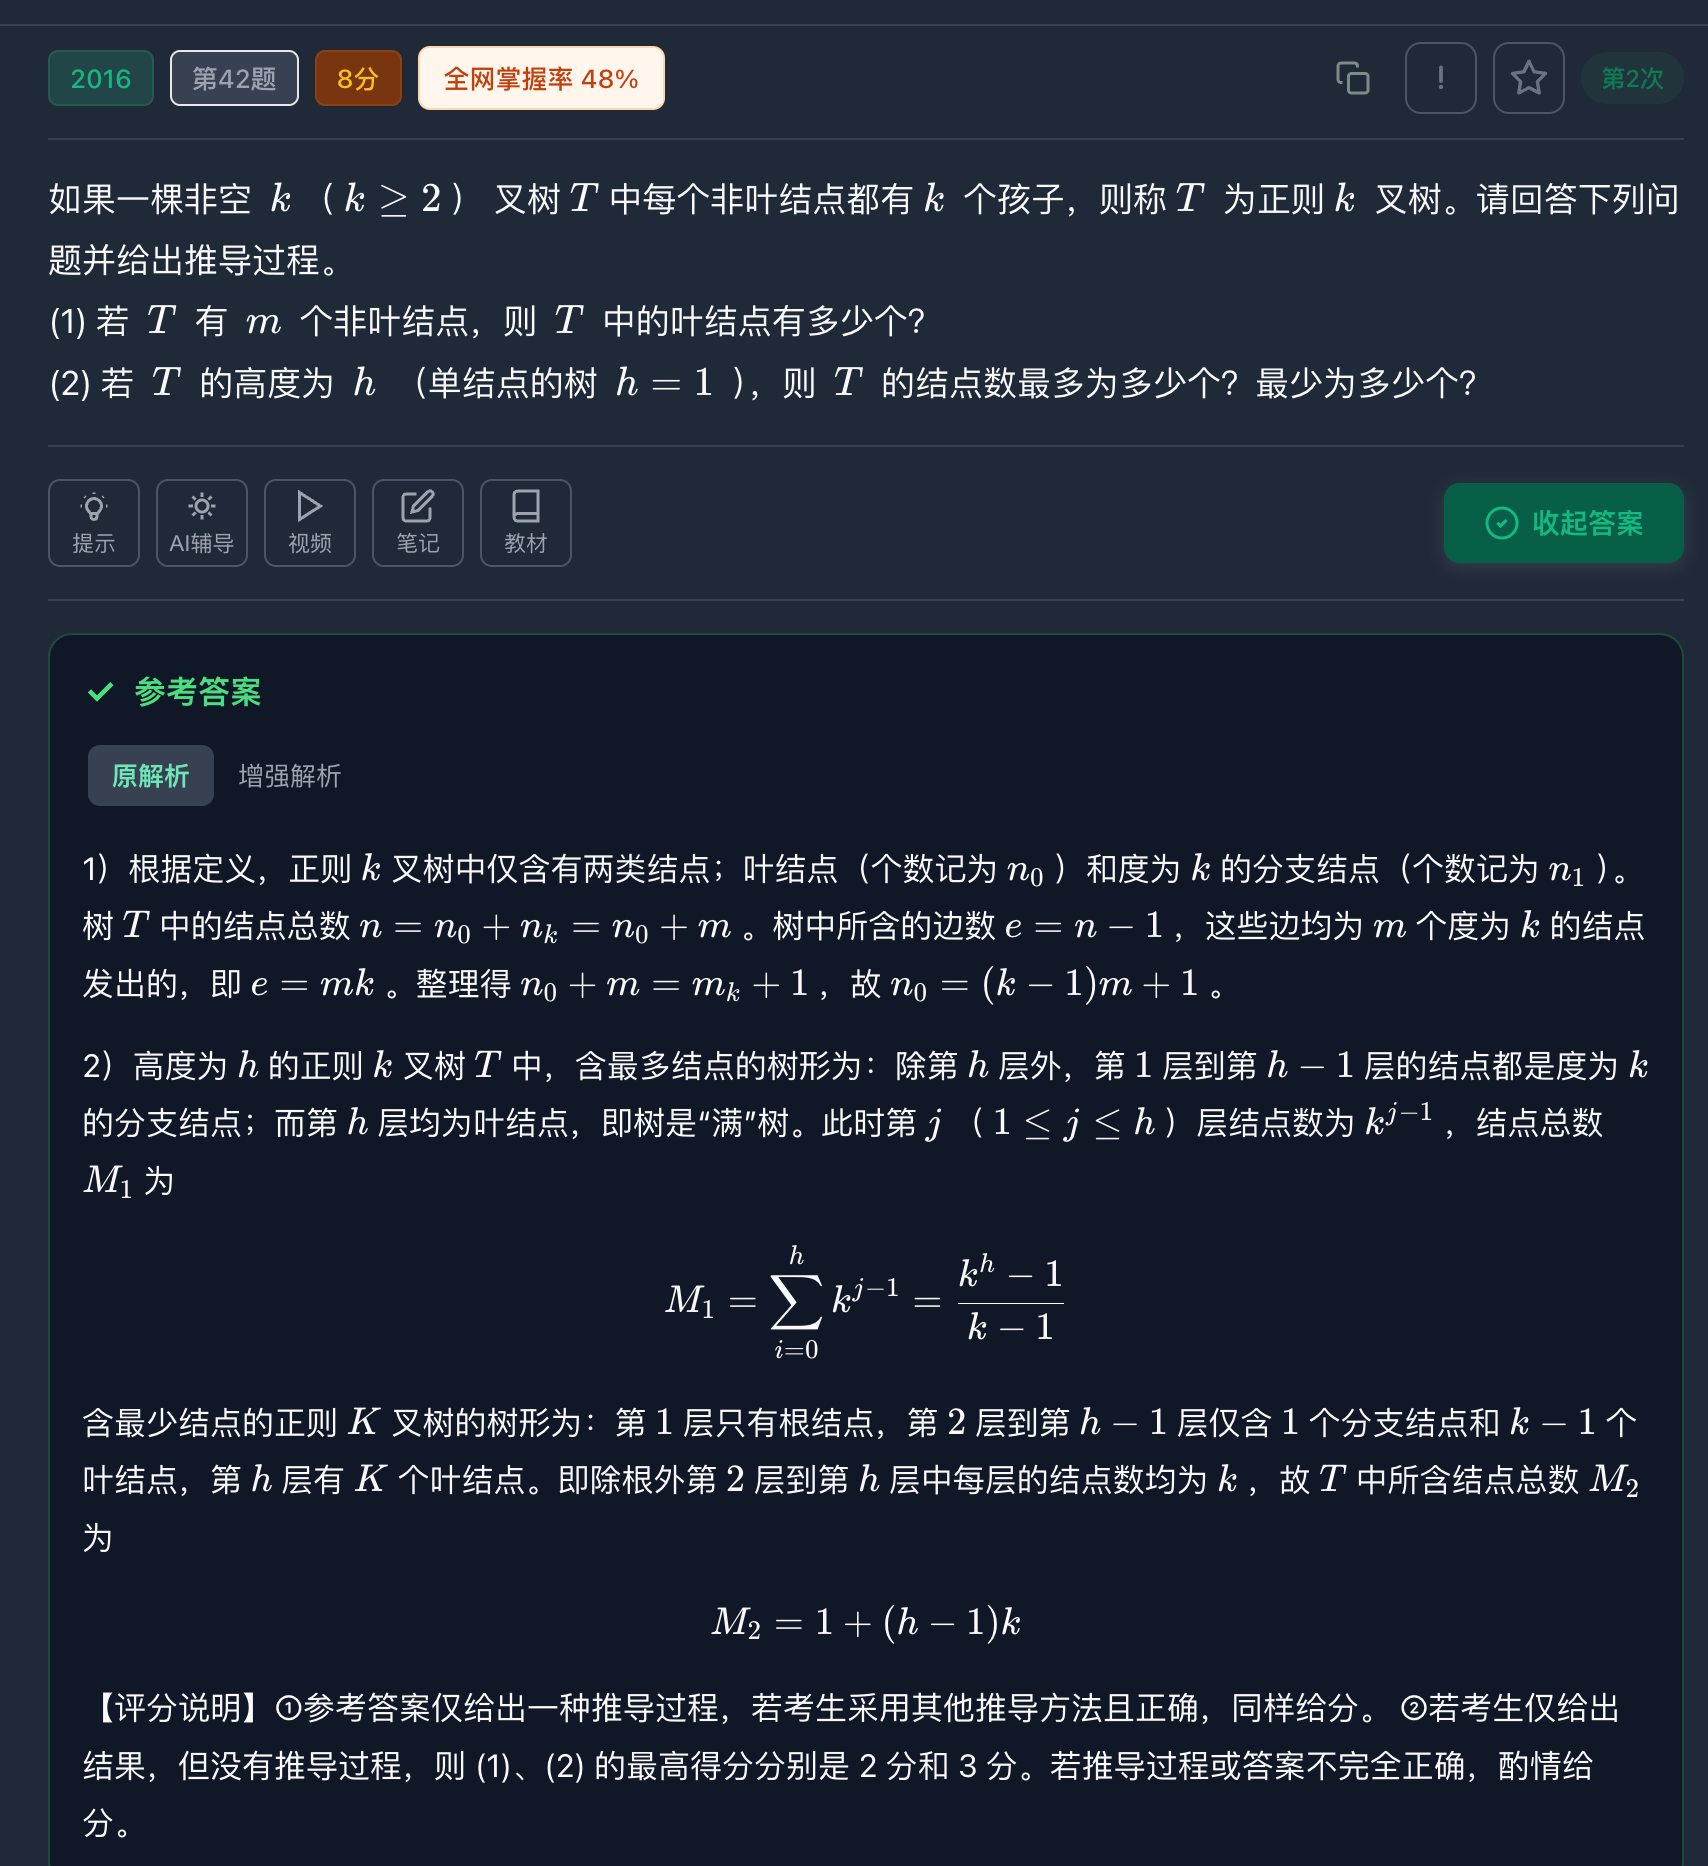 2016 第42题 8分 全网掌握率 48% ! 第2次
如果一棵非空 k （k ≥ 2） 叉树 T 中每个非叶结点都有 k 个孩子，则称 T 为正则 k 叉树。请回答下列问
题并给出推导过程。
(1) 若 T 有 m 个非叶结点，则 T 中的叶结点有多少个？
(2) 若 T 的高度为 h （单结点的树 h = 1 ），则 T 的结点数最多为多少个？最少为多少个？
提示 AI辅导 视频 笔记 教材 收起答案
参考答案
原解析 增强解析
1）根据定义，正则 k 叉树中仅含有两类结点；叶结点（个数记为 n₀ ）和度为 k 的分支结点（个数记为 n₁ ）。
树 T 中的结点总数 n = n₀ + nₖ = n₀ + m 。树中所含的边数 e = n − 1 ，这些边均为 m 个度为 k 的结点
发出的，即 e = mk 。整理得 n₀ + m = mₖ + 1 ，故 n₀ = (k − 1)m + 1 。
2）高度为 h 的正则 k 叉树 T 中，含最多结点的树形为：除第 h 层外，第 1 层到第 h − 1 层的结点都是度为 k
的分支结点；而第 h 层均为叶结点，即树是“满”树。此时第 j （1 ≤ j ≤ h）层结点数为 k^{j−1} ，结点总数
M₁ 为
M₁ = ∑_{i=0}^{h} k^{j−1} = \frac{k^h − 1}{k − 1}
含最少结点的正则 K 叉树的树形为：第 1 层只有根结点，第 2 层到第 h − 1 层仅含 1 个分支结点和 k − 1 个
叶结点，第 h 层有 K 个叶结点。即除根外第 2 层到第 h 层中每层的结点数均为 k ，故 T 中所含结点总数 M₂
为
M₂ = 1 + (h − 1)k
【评分说明】①参考答案仅给出一种推导过程，若考生采用其他推导方法且正确，同样给分。 ②若考生仅给出
结果，但没有推导过程，则 (1)、(2) 的最高得分分别是 2 分和 3 分。若推导过程或答案不完全正确，酌情给
分。